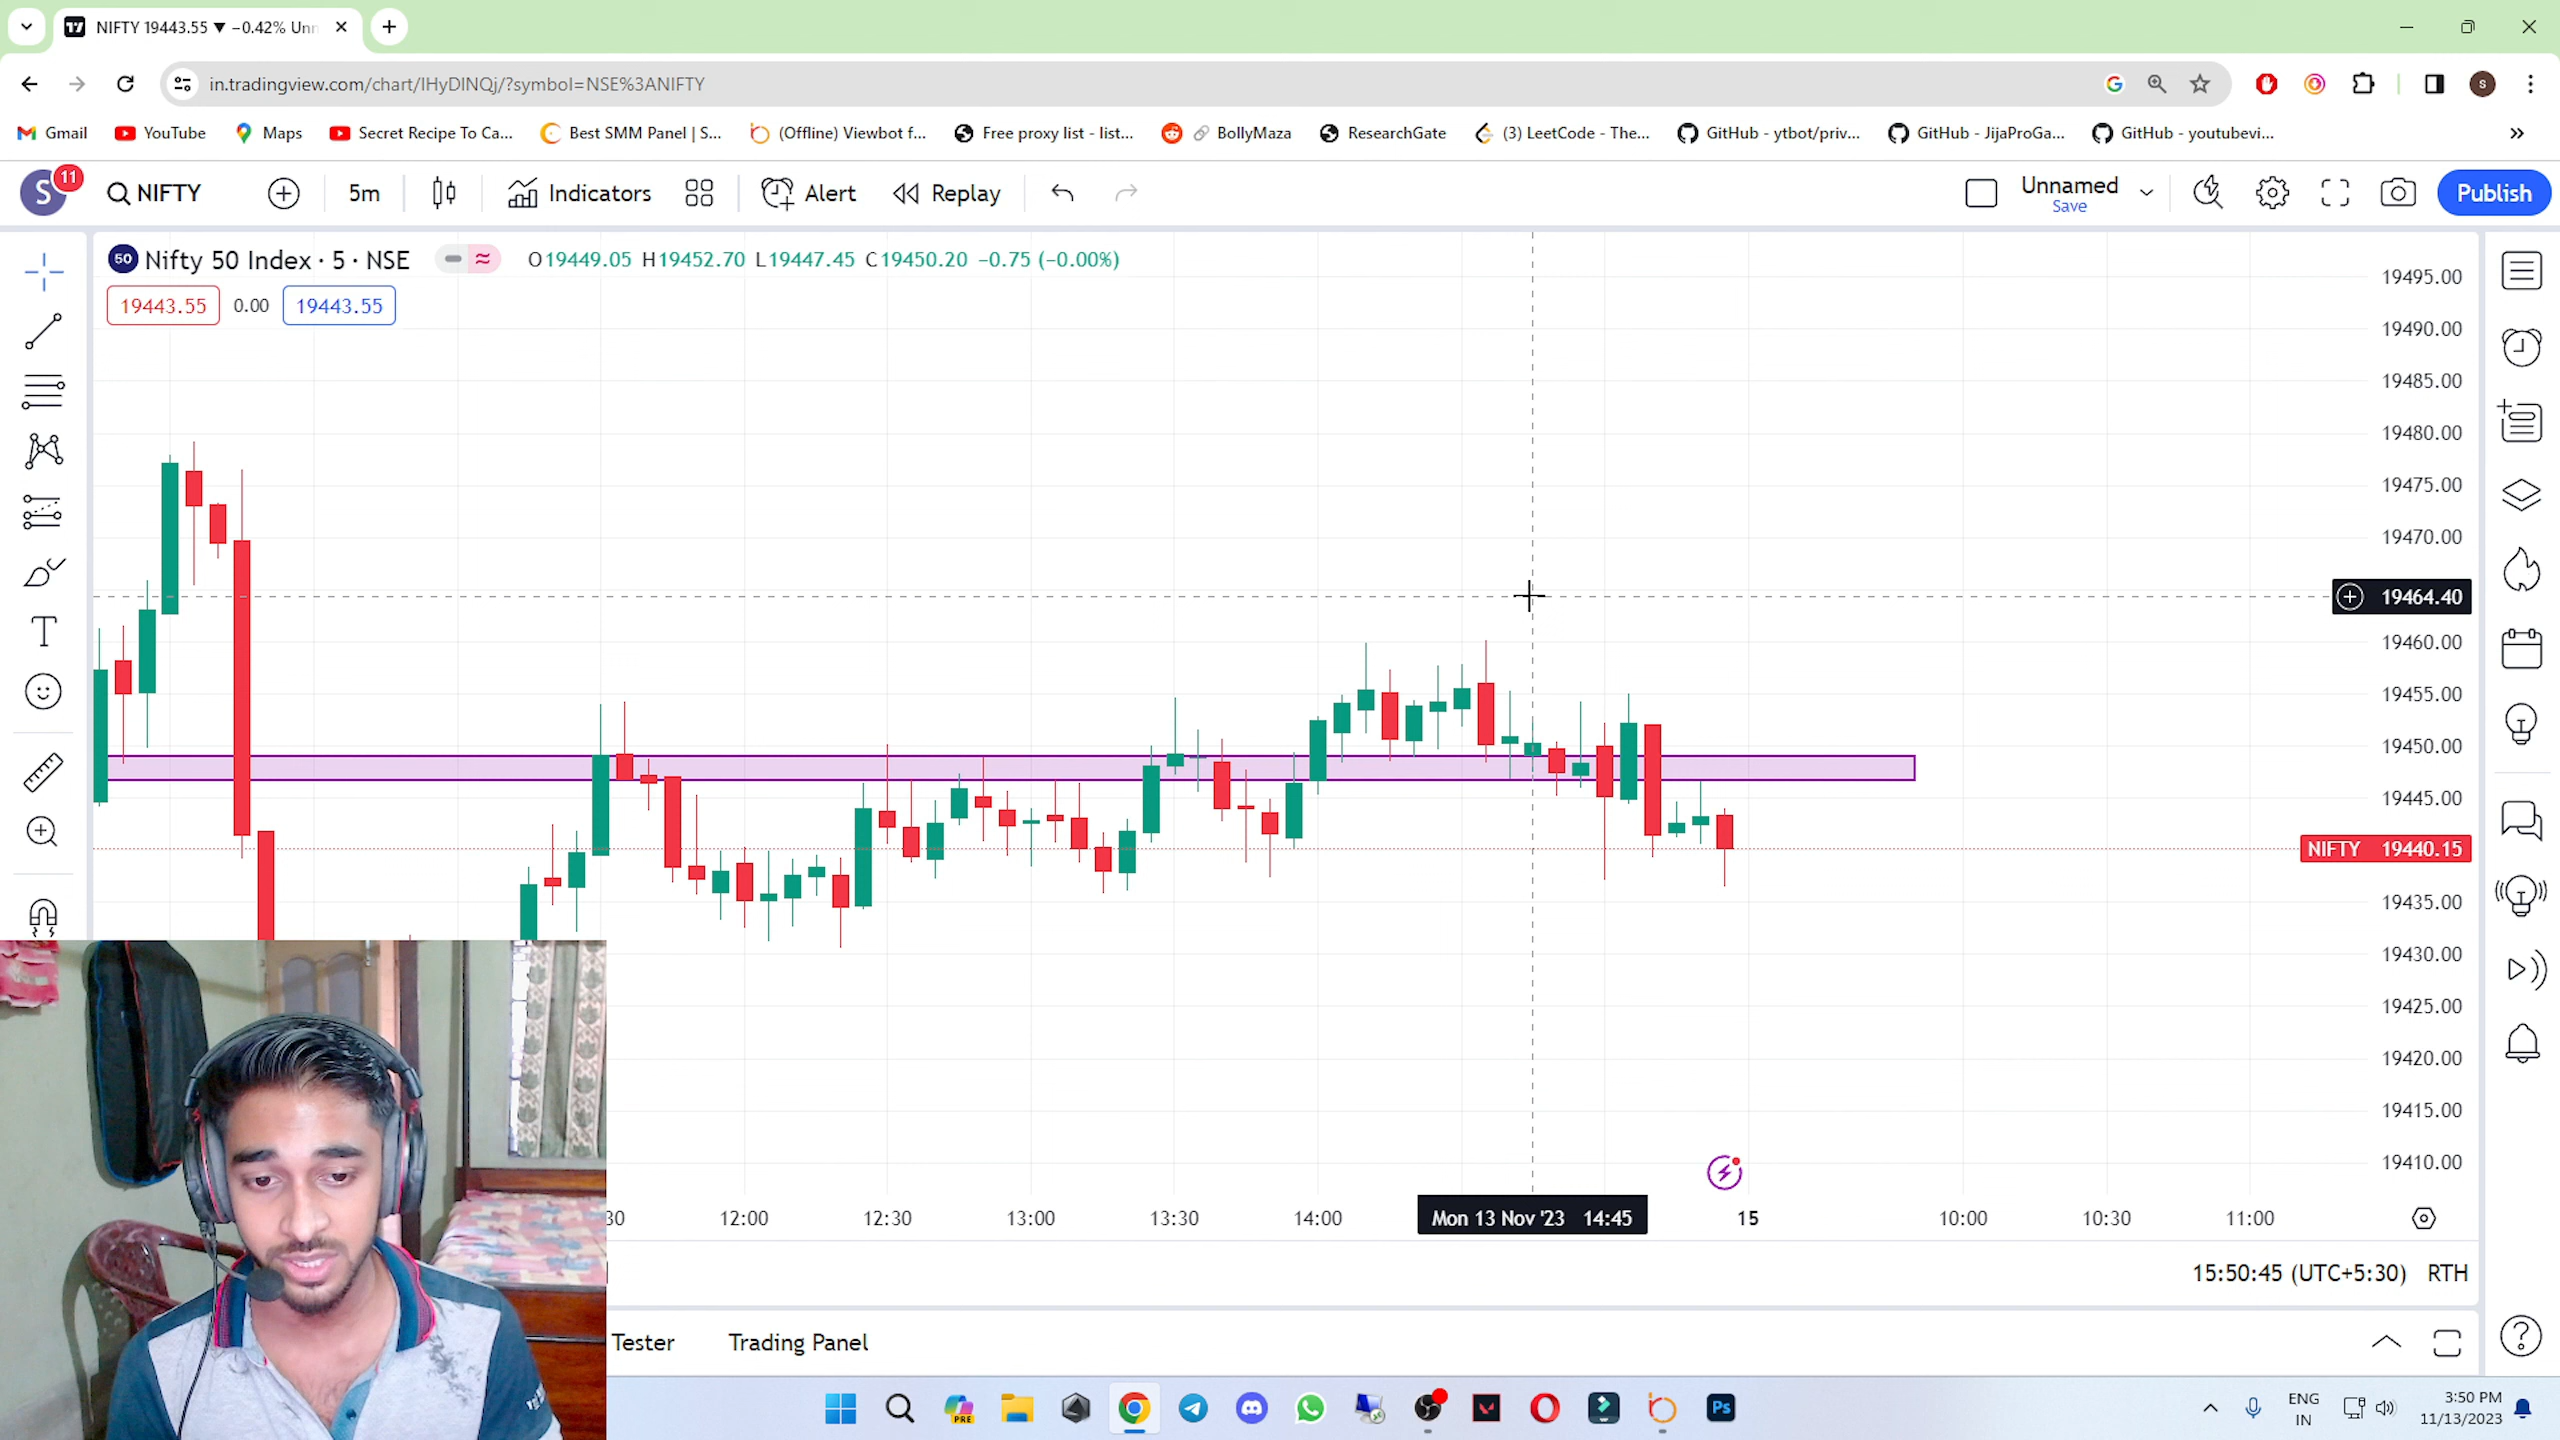 NIFTY 19443.55 ▼ −0.42% Unn
in.tradingview.com/chart/IHyDINQj/?symbol=NSE%3ANIFTY
S
Gmail
YouTube
Maps
Secret Recipe To Ca...
Best SMM Panel | S...
(Offline) Viewbot f...
Free proxy list - list...
BollyMaza
ResearchGate
(3) LeetCode - The...
GitHub - ytbot/priv...
GitHub - JijaProGa...
GitHub - youtubevi...
»
S 11
NIFTY
5m
Indicators
Alert
Replay
Unnamed
Save
Publish
50 Nifty 50 Index · 5 · NSE
O19449.05 H19452.70 L19447.45 C19450.20 −0.75 (−0.00%)
19443.55 0.00 19443.55
19495.00
19490.00
19485.00
19480.00
19475.00
19470.00
19464.40
19460.00
19455.00
19450.00
19445.00
NIFTY 19440.15
19435.00
19430.00
19425.00
19420.00
19415.00
19410.00
30 12:00 12:30 13:00 13:30 14:00 Mon 13 Nov '23 14:45 15 10:00 10:30 11:00
15:50:45 (UTC+5:30) RTH
Tester Trading Panel
PRE
Ps
ENG
IN
3:50 PM
11/13/2023